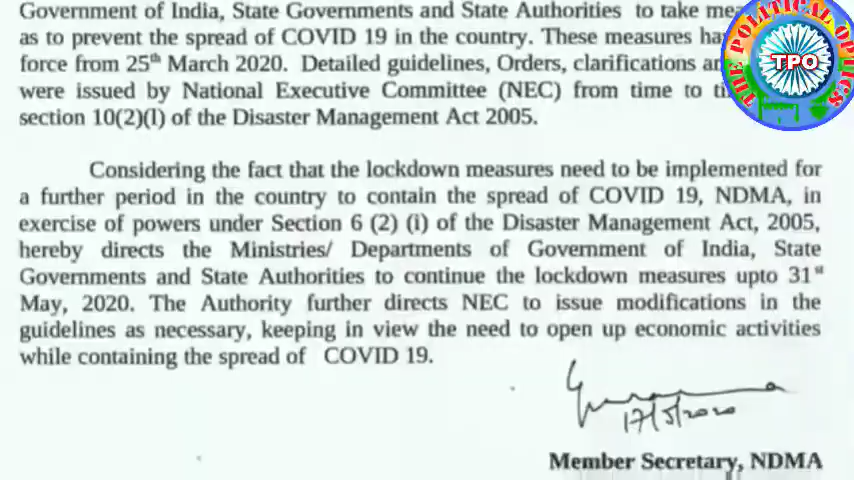 Government of India, State Governments and State Authorities to take
as to prevent the spread of COVID 19 in the country. These measures
force from 25th March 2020. Detailed guidelines, Orders, clarifications
were issued by National Executive Committee (NEC) from time to
section 10(2)(I) of the Disaster Management Act 2005.
Considering the fact that the lockdown measures need to be implemented for
a further period in the country to contain the spread of COVID 19, NDMA, in
exercise of powers under Section 6 (2) (i) of the Disaster Management Act, 2005,
hereby directs the Ministries/ Departments of Government of India, State
Governments and State Authorities to continue the lockdown measures upto 31st
May, 2020. The Authority further directs NEC to issue modifications in the
guidelines as necessary, keeping in view the need to open up economic activities
while containing the spread of COVID 19.
17/5/2020
Member Secretary, NDMA
THE POLITICAL OPTICS
TPO